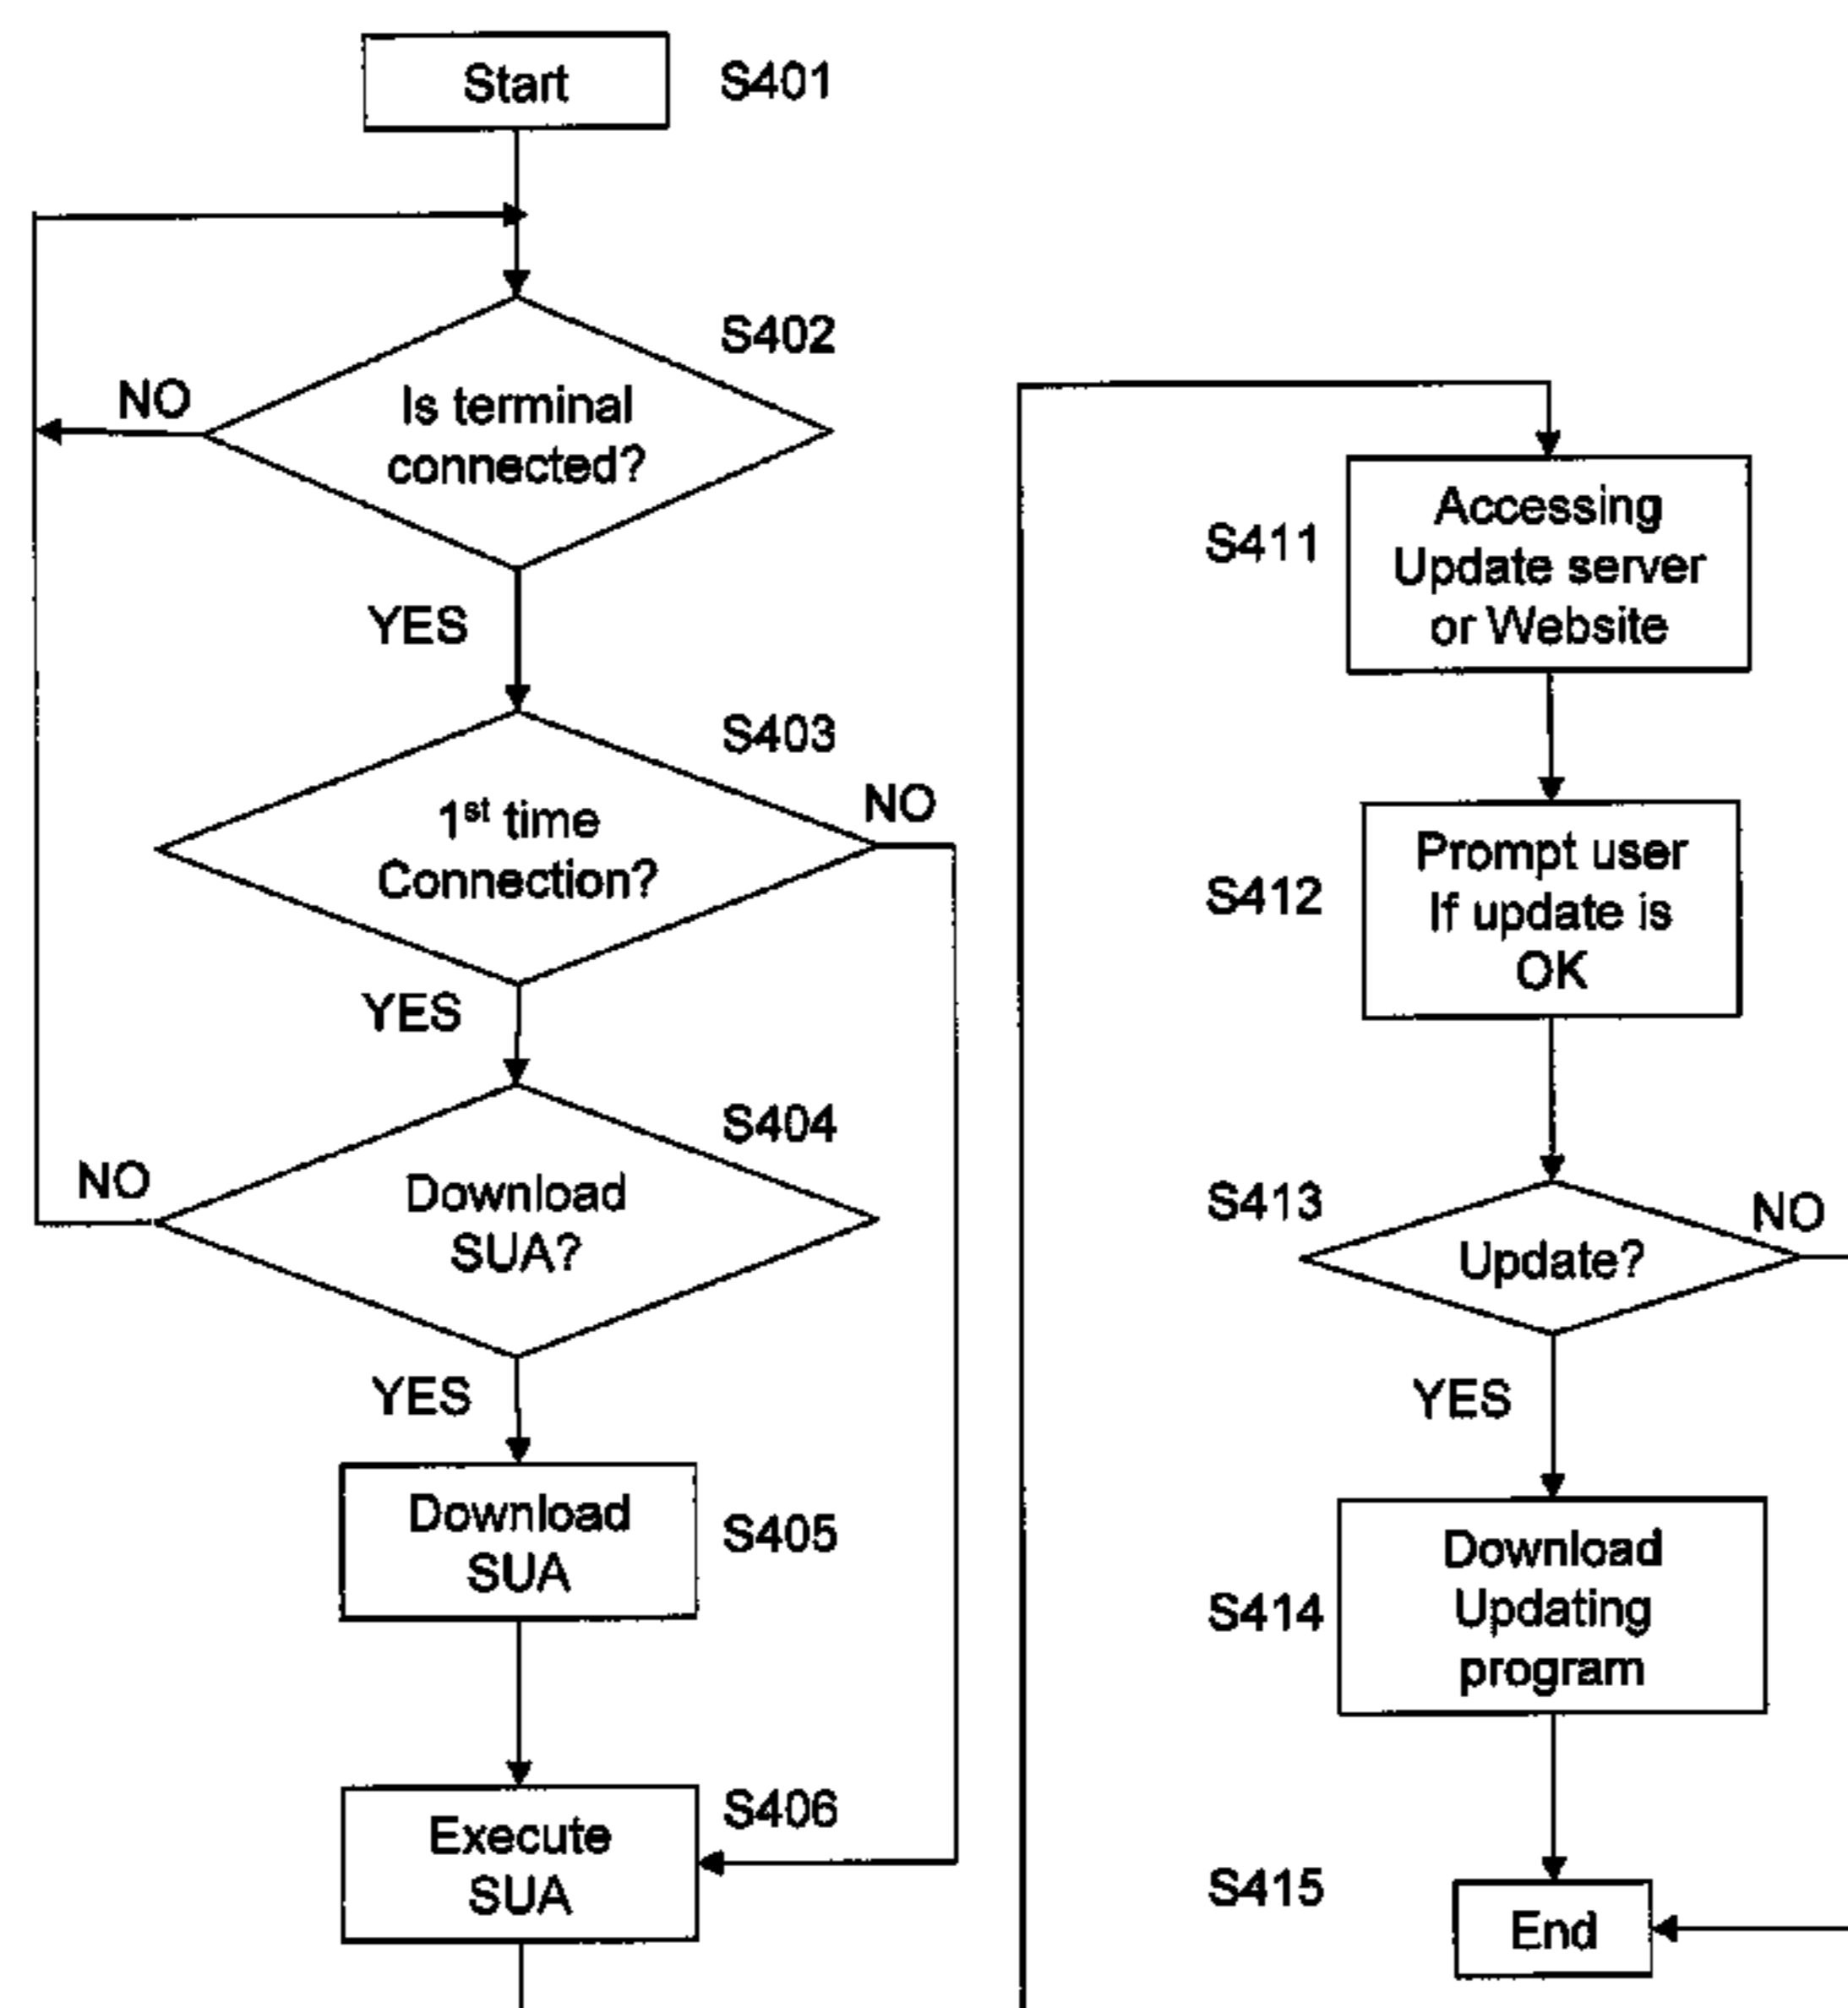 Start
S401
S402
NO
Is terminal
connected?
YES
S403
1st time
Connection?
NO
YES
S404
NO
Download
SUA?
YES
Download
SUA
S405
S406
Execute
SUA
S411
Accessing
Update server
or Website
S412
Prompt user
If update is
OK
S413
NO
Update?
YES
S414
Download
Updating
program
S415
End